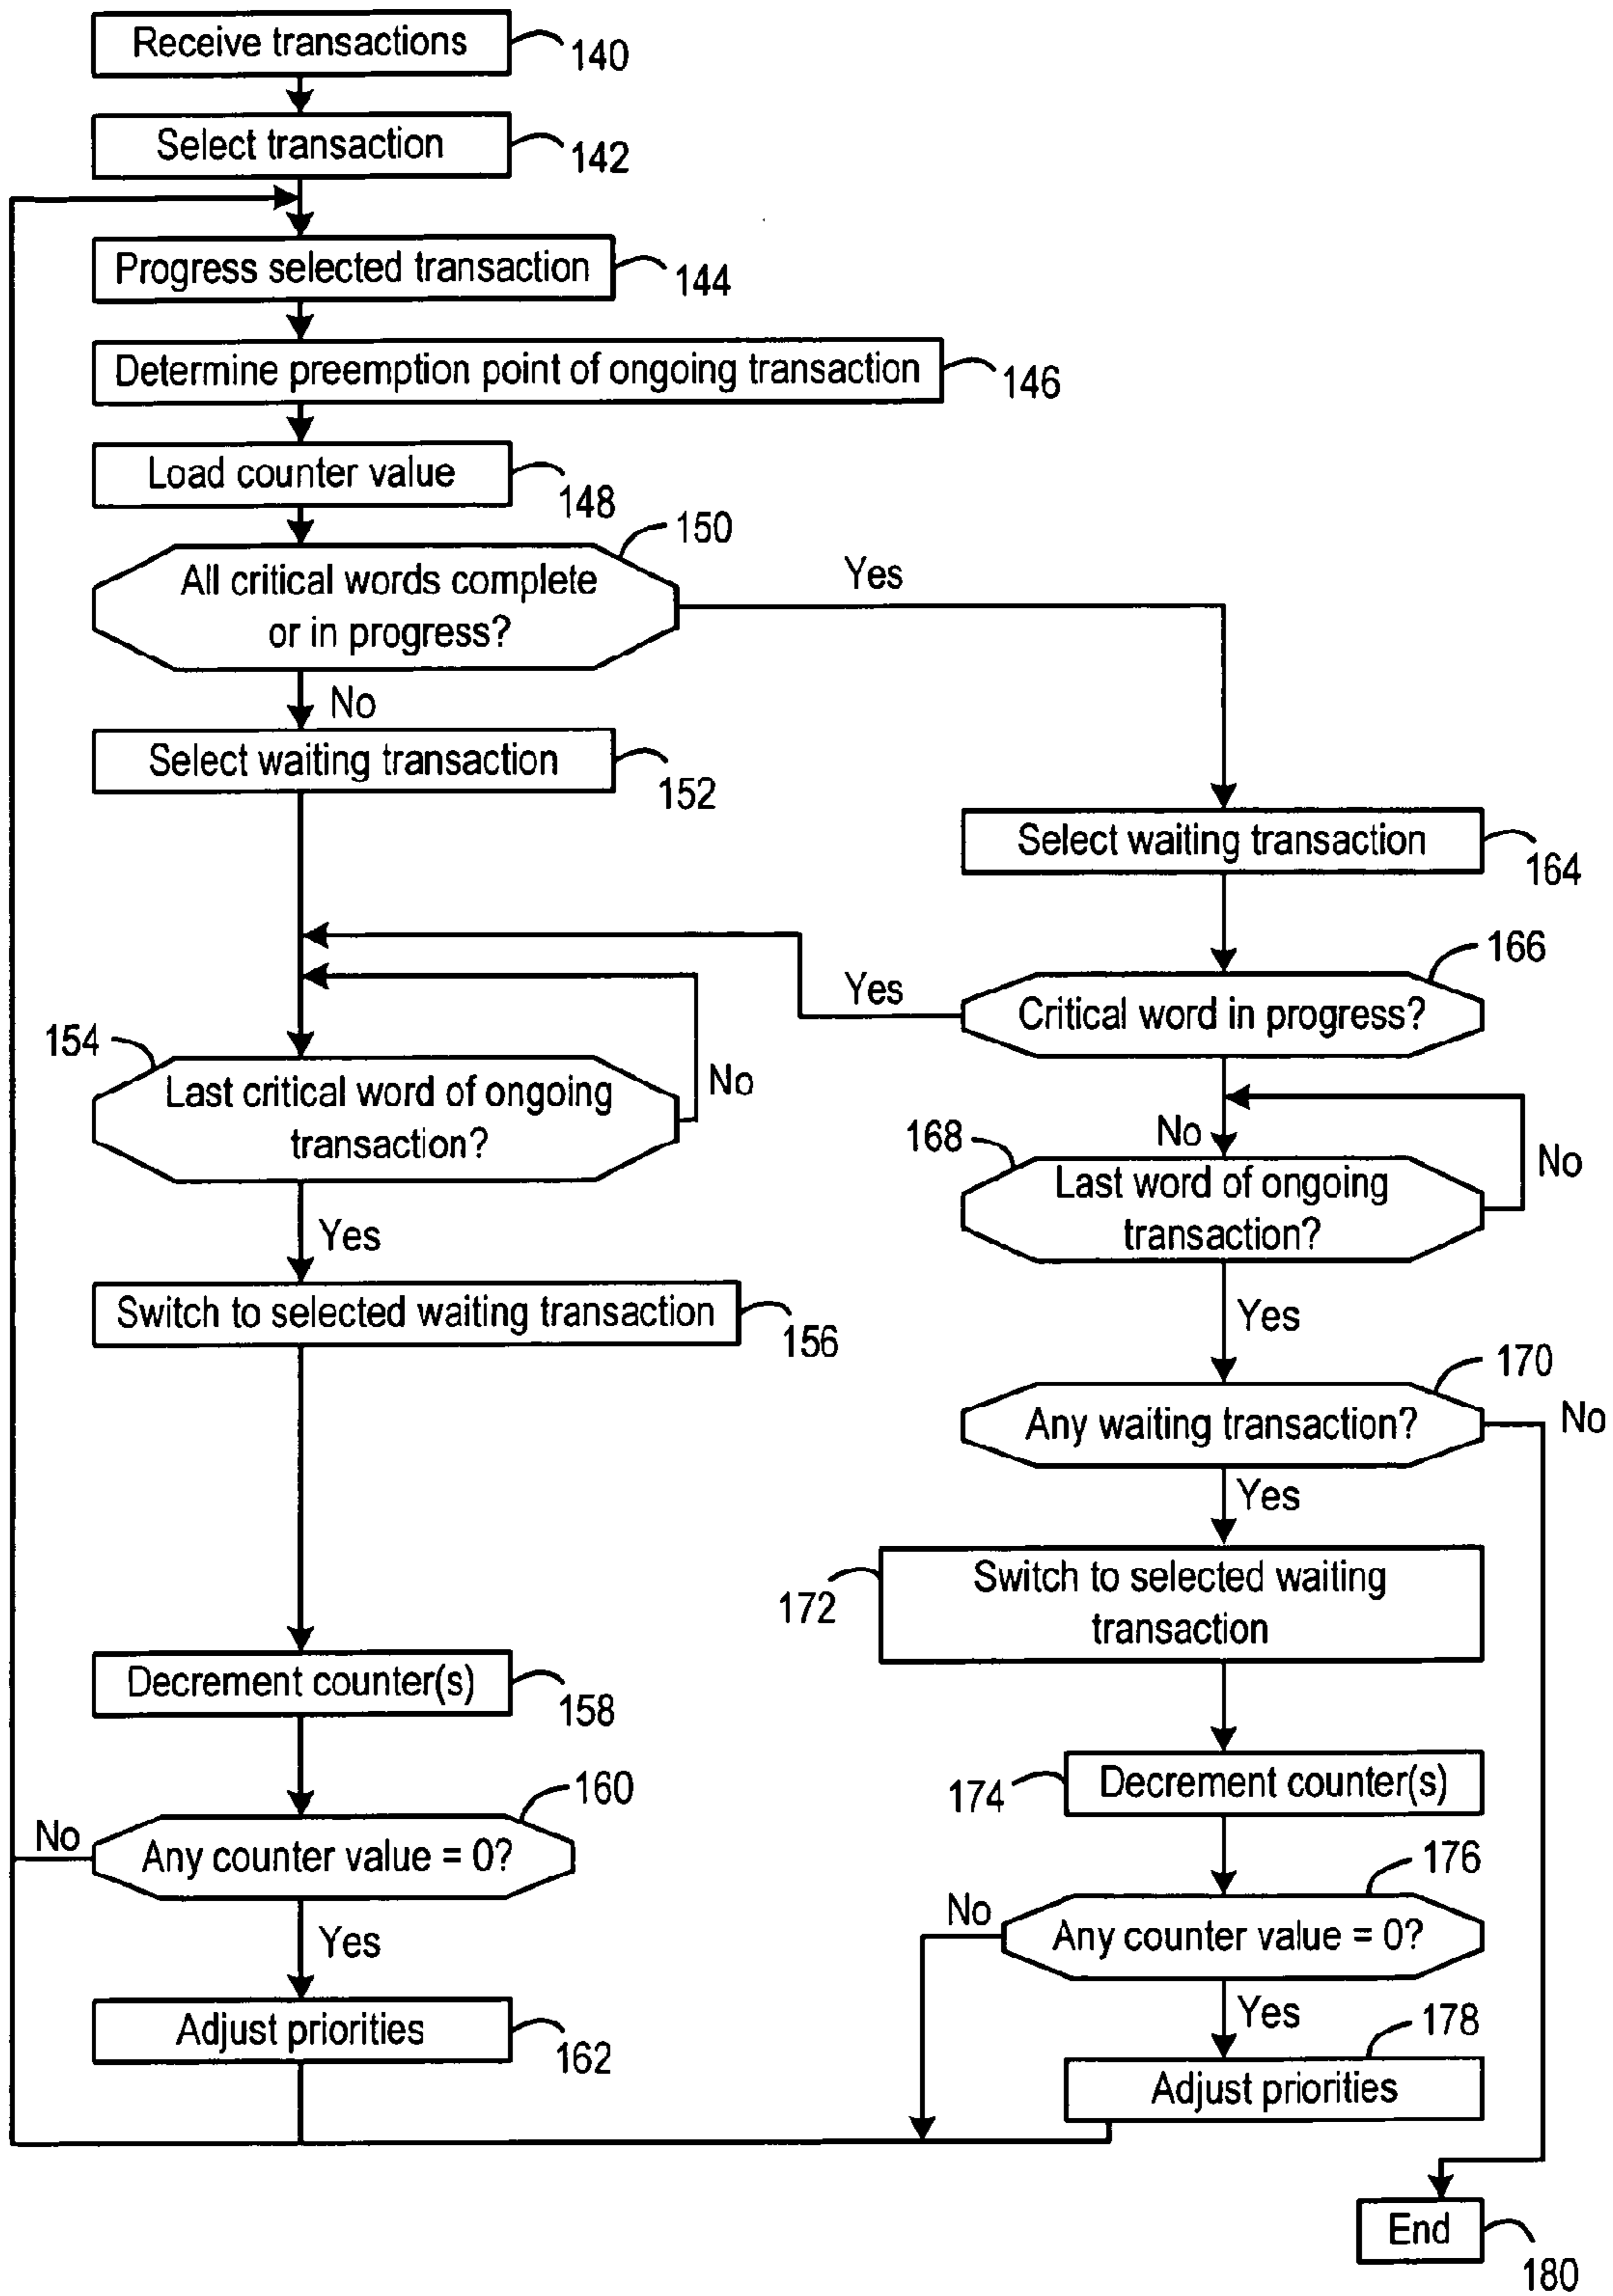 Receive transactions
140
Select transaction
142
Progress selected transaction
144
Determine preemption point of ongoing transaction
146
Load counter value
148
150
All critical words complete
or in progress?
Yes
No
Select waiting transaction
152
Select waiting transaction
164
166
Critical word in progress?
Yes
154
Last critical word of ongoing
transaction?
No
No
168
Last word of ongoing
transaction?
No
Yes
Yes
Switch to selected waiting transaction
156
170
Any waiting transaction?
No
Yes
172
Switch to selected waiting
transaction
Decrement counter(s)
158
174
Decrement counter(s)
160
Any counter value = 0?
No
Yes
176
Any counter value = 0?
No
Yes
Adjust priorities
162
178
Adjust priorities
End
180